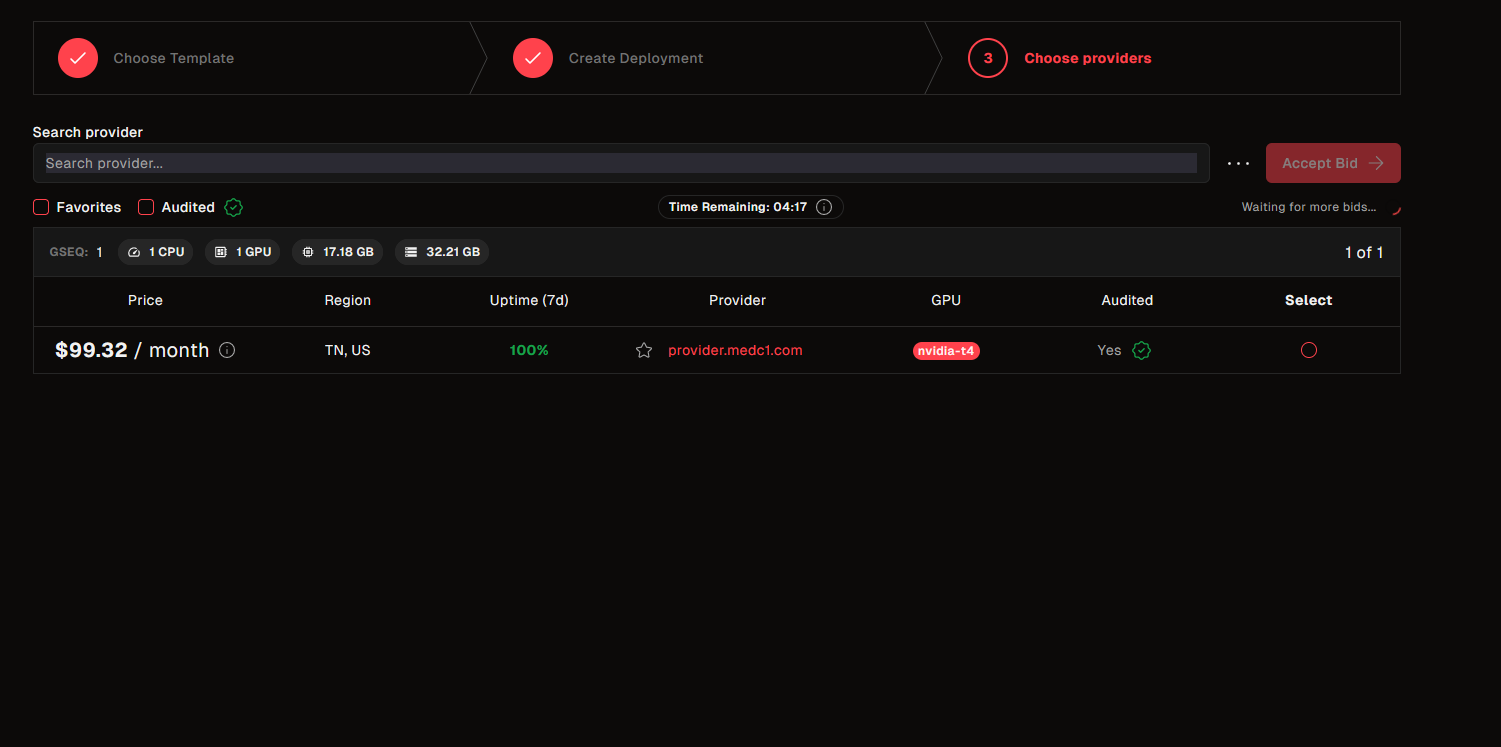 Choose Template
Create Deployment
3 Choose providers
Search provider
Search provider...
Accept Bid
Favorites Audited Time Remaining: 04:17 Waiting for more bids...
GSEQ: 1 1 CPU 1 GPU 17.18 GB 32.21 GB 1 of 1
Price Region Uptime (7d) Provider GPU Audited Select
$99.32 / month TN, US 100% provider.medc1.com nvidia-t4 Yes